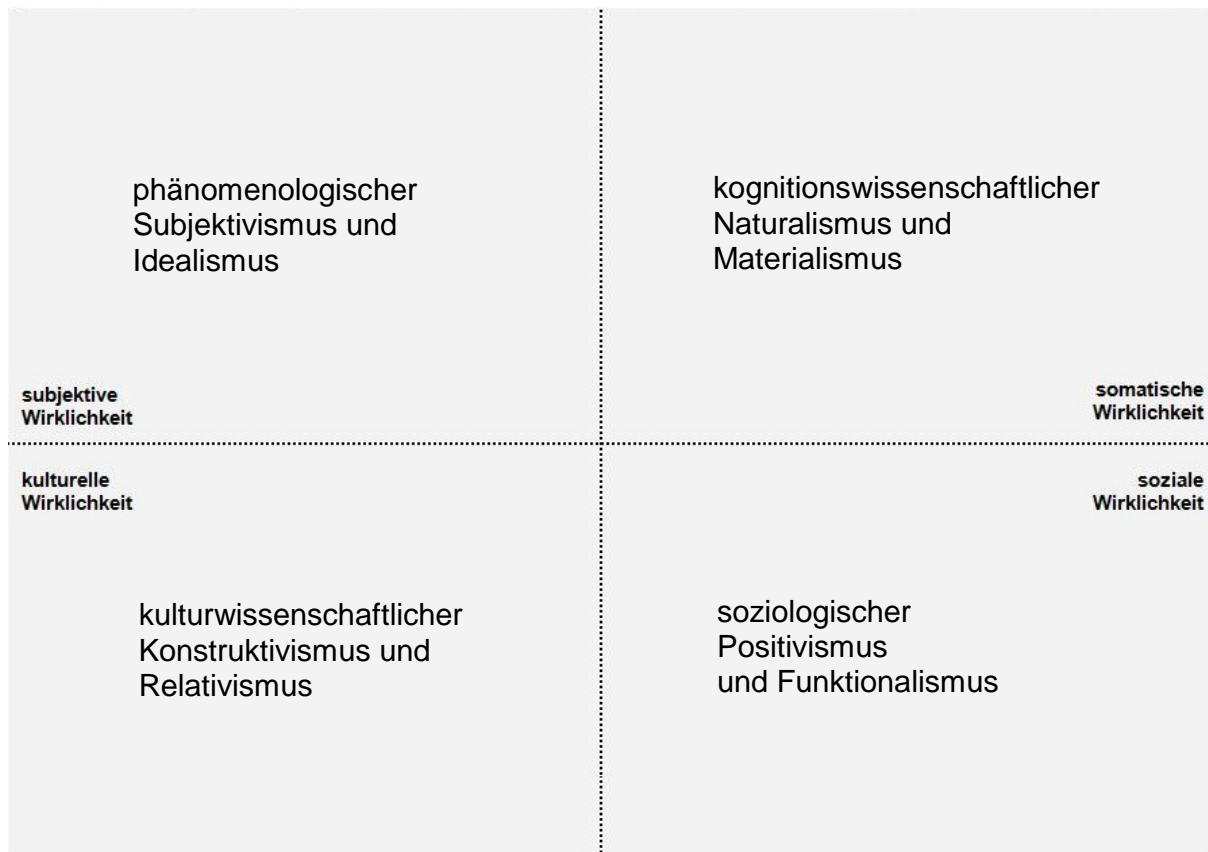 phänomenologischer
Subjektivismus und
Idealismus
kognitionswissenschaftlicher
Naturalismus und
Materialismus
subjektive
Wirklichkeit
somatische
Wirklichkeit
kulturelle
Wirklichkeit
soziale
Wirklichkeit
kulturwissenschaftlicher
Konstruktivismus und
Relativismus
soziologischer
Positivismus
und Funktionalismus